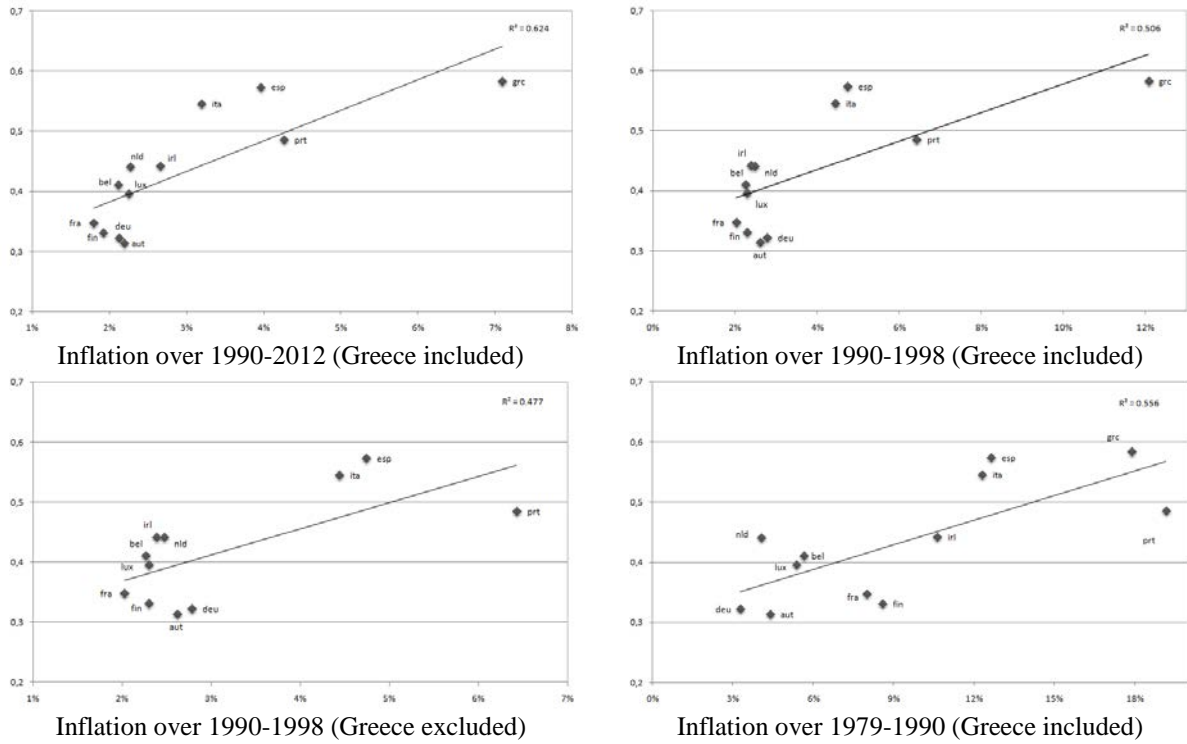 0,7
R² = 0.624
0,6
esp
grc
ita
0,5
prt
nld
irl
bel
lux
0,4
fra
deu
fin
aut
0,3
0,2
1% 2% 3% 4% 5% 6% 7% 8%
Inflation over 1990-2012 (Greece included)
0,7
R² = 0.506
0,6
esp
grc
ita
0,5
prt
irl
bel
nld
0,4
lux
fra
fin
deu
aut
0,3
0,2
0% 2% 4% 6% 8% 10% 12%
Inflation over 1990-1998 (Greece included)
0,7
R² = 0.477
0,6
esp
ita
0,5
prt
irl
bel
nld
0,4
lux
fra
fin
deu
aut
0,3
0,2
1% 2% 3% 4% 5% 6% 7%
Inflation over 1990-1998 (Greece excluded)
0,7
R² = 0.556
grc
0,6
esp
ita
0,5
prt
nld
irl
bel
lux
0,4
fra
fin
deu
aut
0,3
0,2
0% 3% 6% 9% 12% 15% 18%
Inflation over 1979-1990 (Greece included)